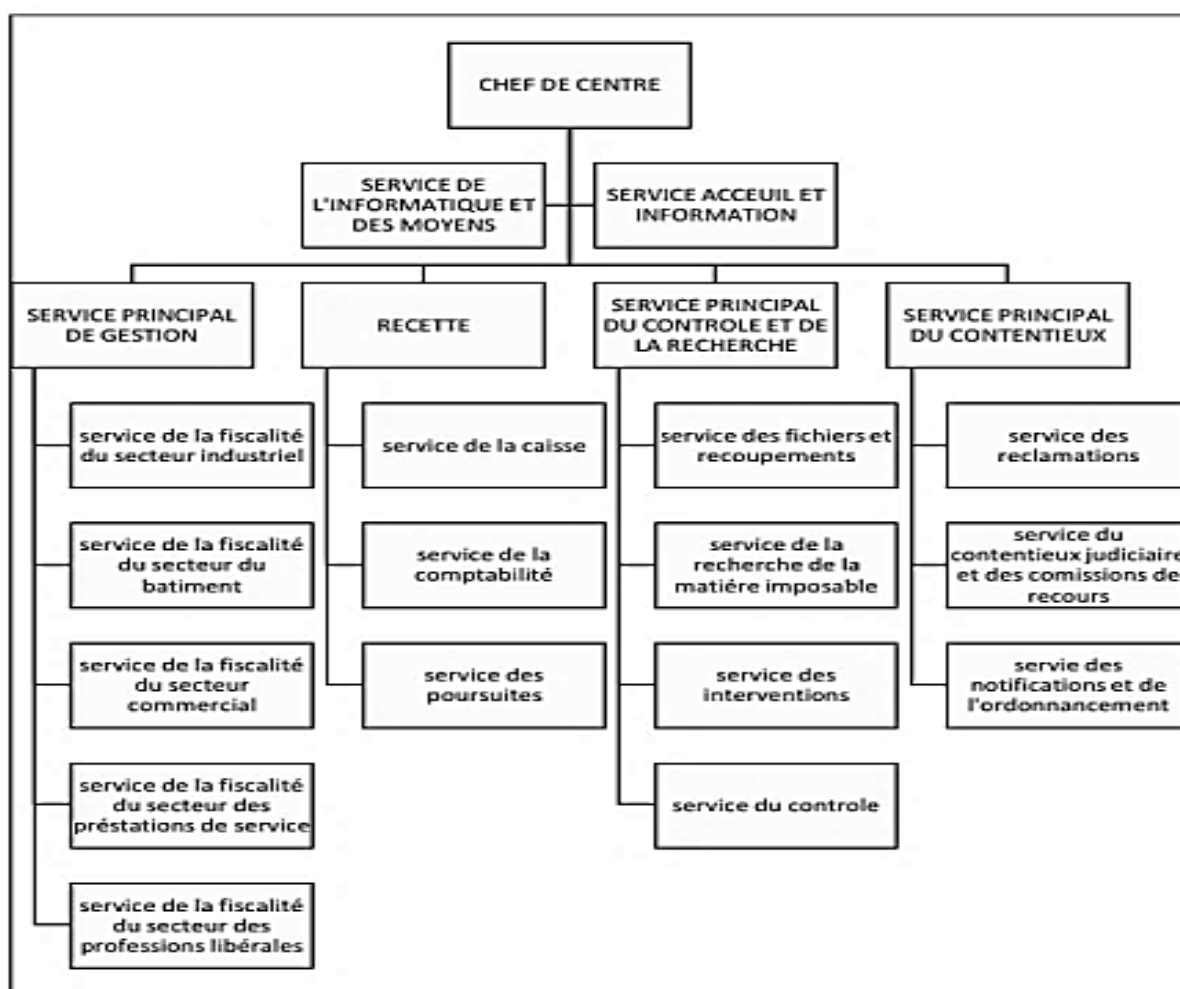 CHEF DE CENTRE
SERVICE DE
L'INFORMATIQUE ET
DES MOYENS
SERVICE ACCEUIL ET
INFORMATION
SERVICE PRINCIPAL
DE GESTION
RECETTE
SERVICE PRINCIPAL
DU CONTROLE ET DE
LA RECHERCHE
SERVICE PRINCIPAL
DU CONTENTIEUX
service de la fiscalité
du secteur industriel
service de la fiscalité
du secteur du
batiment
service de la fiscalité
du secteur
commercial
service de la fiscalité
du secteur des
préstations de service
service de la fiscalité
du secteur des
professions libérales
service de la caisse
service de la
comptabilité
service des
poursuites
service des fichiers et
recoupements
service de la
recherche de la
matiére imposable
service des
interventions
service du controle
service des
reclamations
service du
contentieux judiciaire
et des comissions de
recours
servie des
notifications et de
l'ordonnancement